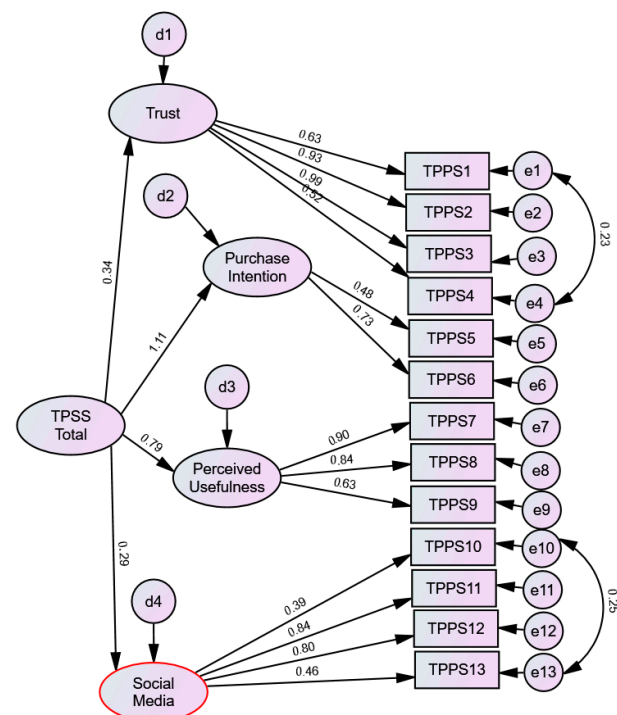 d1
Trust
0.63
0.93
0.99
0.52
TPPS1
e1
TPPS2
e2
TPPS3
e3
TPPS4
e4
0.23
d2
Purchase
Intention
0.34
1.11
0.48
0.73
TPPS5
e5
TPPS6
e6
TPSS
Total
d3
0.79
Perceived
Usefulness
0.90
0.84
0.63
TPPS7
e7
TPPS8
e8
TPPS9
e9
0.29
d4
Social
Media
0.39
0.84
0.80
0.46
TPPS10
e10
TPPS11
e11
TPPS12
e12
TPPS13
e13
0.25